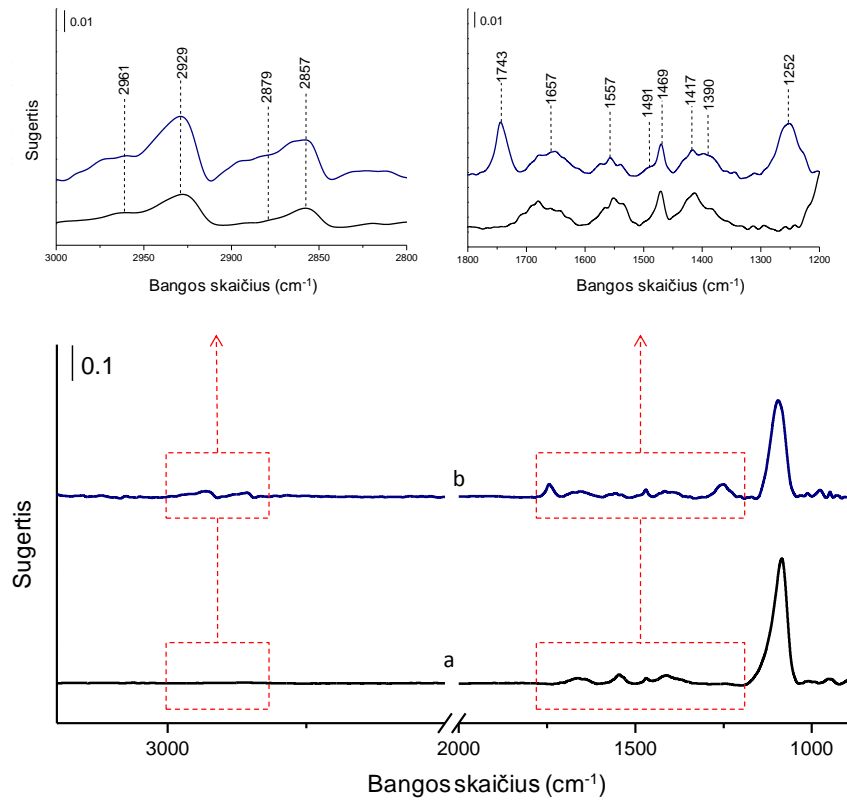 0.01
2961
2929
2879
2857
Sugertis
3000 2950 2900 2850 2800
Bangos skaičius (cm-1)
0.01
1743
1657
1557
1491
1469
1417
1390
1252
1800 1700 1600 1500 1400 1300 1200
Bangos skaičius (cm-1)
0.1
b
a
Sugertis
3000 2000 1500 1000
Bangos skaičius (cm-1)